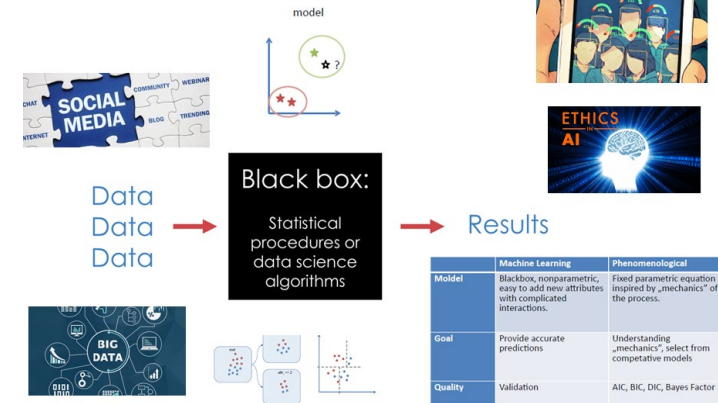 model
?
CHAT
SOCIAL
MEDIA
COMMUNITY
WEBINAR
BLOG
TRENDING
INTERNET
ETHICS
IN
AI
Data
Data
Data
Black box:
Statistical
procedures or
data science
algorithms
Results
BIG
DATA
Machine Learning
Phenomenological
Moldel
Blackbox, nonparametric,
easy to add new attributes
with complicated
interactions.
Fixed parametric equation
inspired by „mechanics" of
the process.
Goal
Provide accurate
predictions
Understanding
„mechanics", select from
competative models
Quality
Validation
AIC, BIC, DIC, Bayes Factor